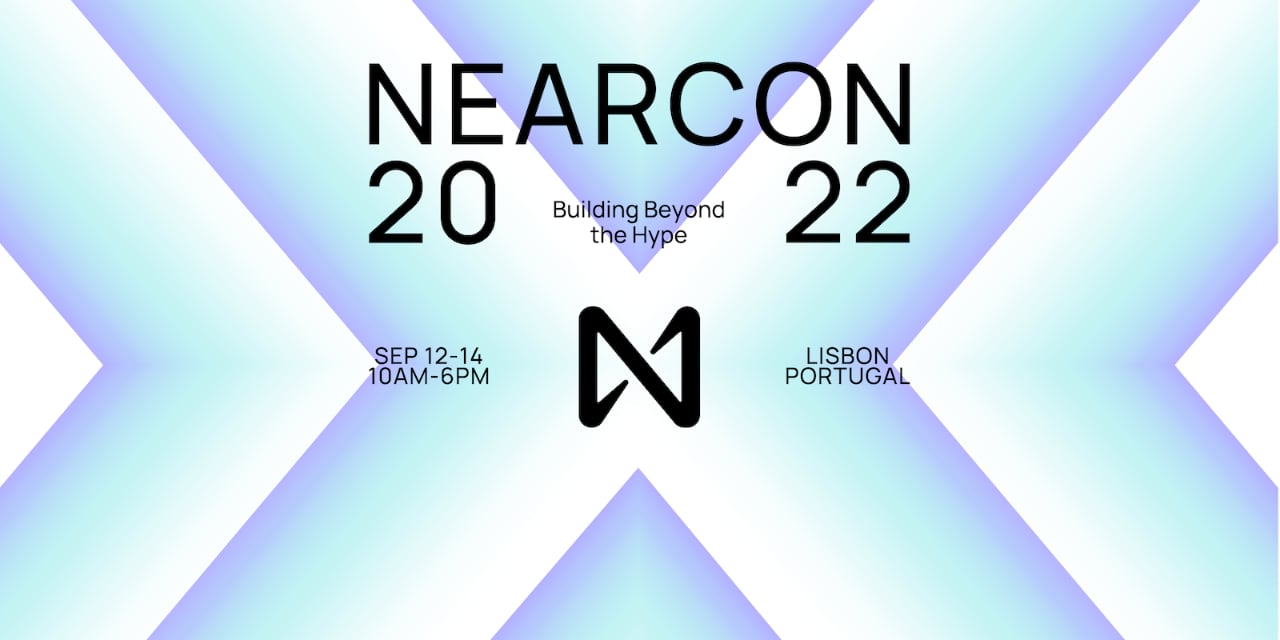 NEARCON
20 22
Building Beyond
the Hype
SEP 12-14
10AM-6PM
LISBON
PORTUGAL